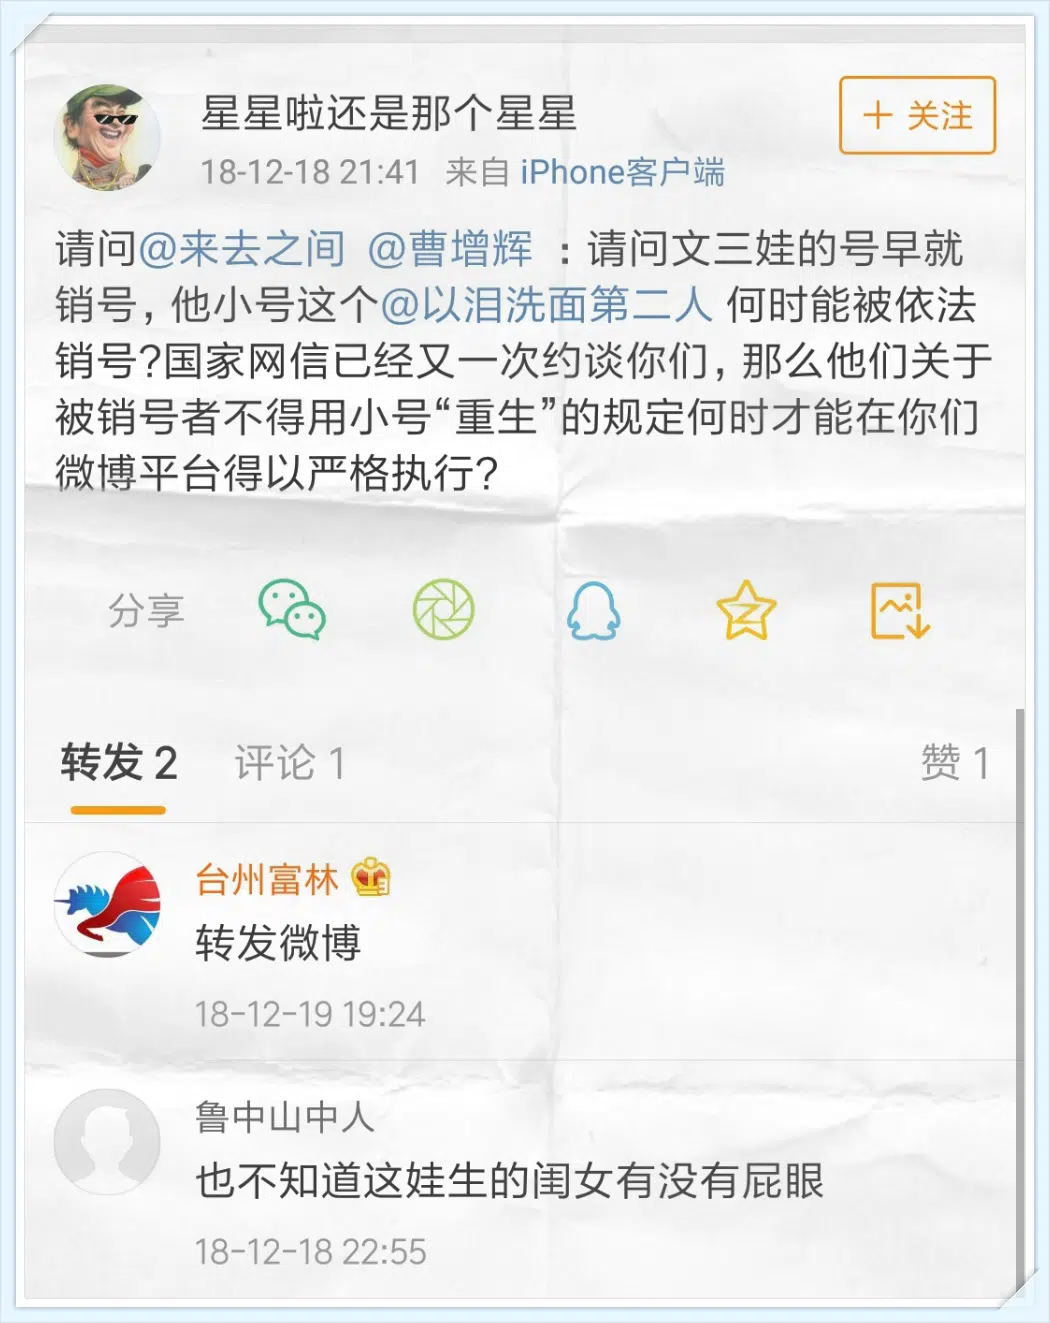 星星啦还是那个星星
+ 关注
18-12-18 21:41 来自 iPhone客户端
请问@来去之间 @曹增辉 ：请问文三娃的号早就
销号，他小号这个@以泪洗面第二人 何时能被依法
销号?国家网信已经又一次约谈你们，那么他们关于
被销号者不得用小号“重生”的规定何时才能在你们
微博平台得以严格执行?
分享
转发 2 评论 1 赞 1
台州富林
转发微博
18-12-19 19:24
鲁中山中人
也不知道这娃生的闺女有没有屁眼
18-12-18 22:55